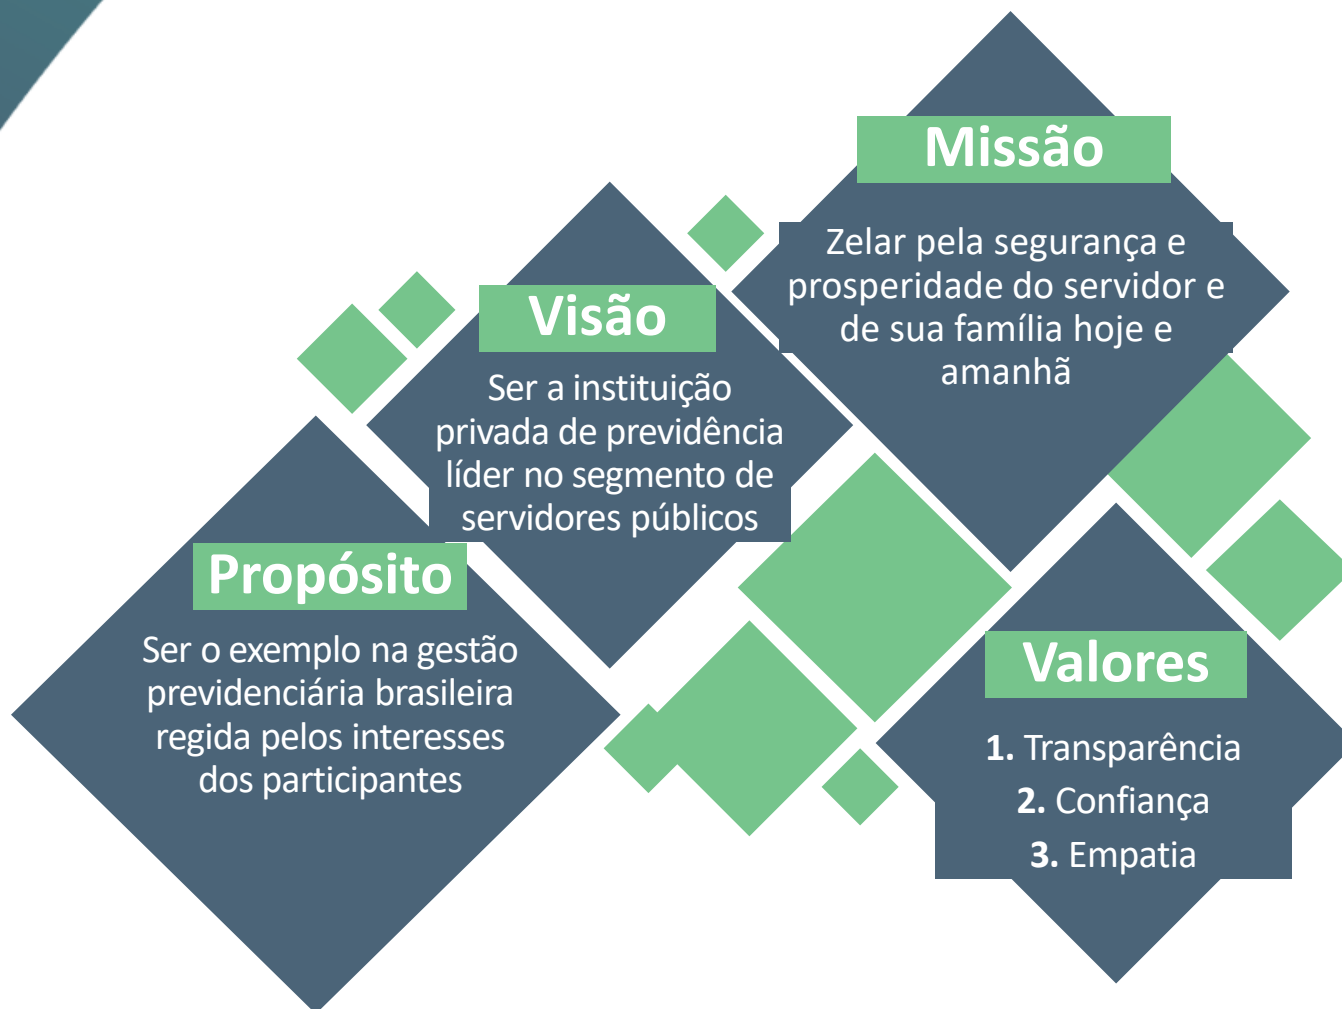 Missão
Zelar pela segurança e
prosperidade do servidor e
de sua família hoje e
amanhã
Visão
Ser a instituição
privada de previdência
líder no segmento de
servidores públicos
Propósito
Ser o exemplo na gestão
previdenciária brasileira
regida pelos interesses
dos participantes
Valores
1. Transparência
2. Confiança
3. Empatia